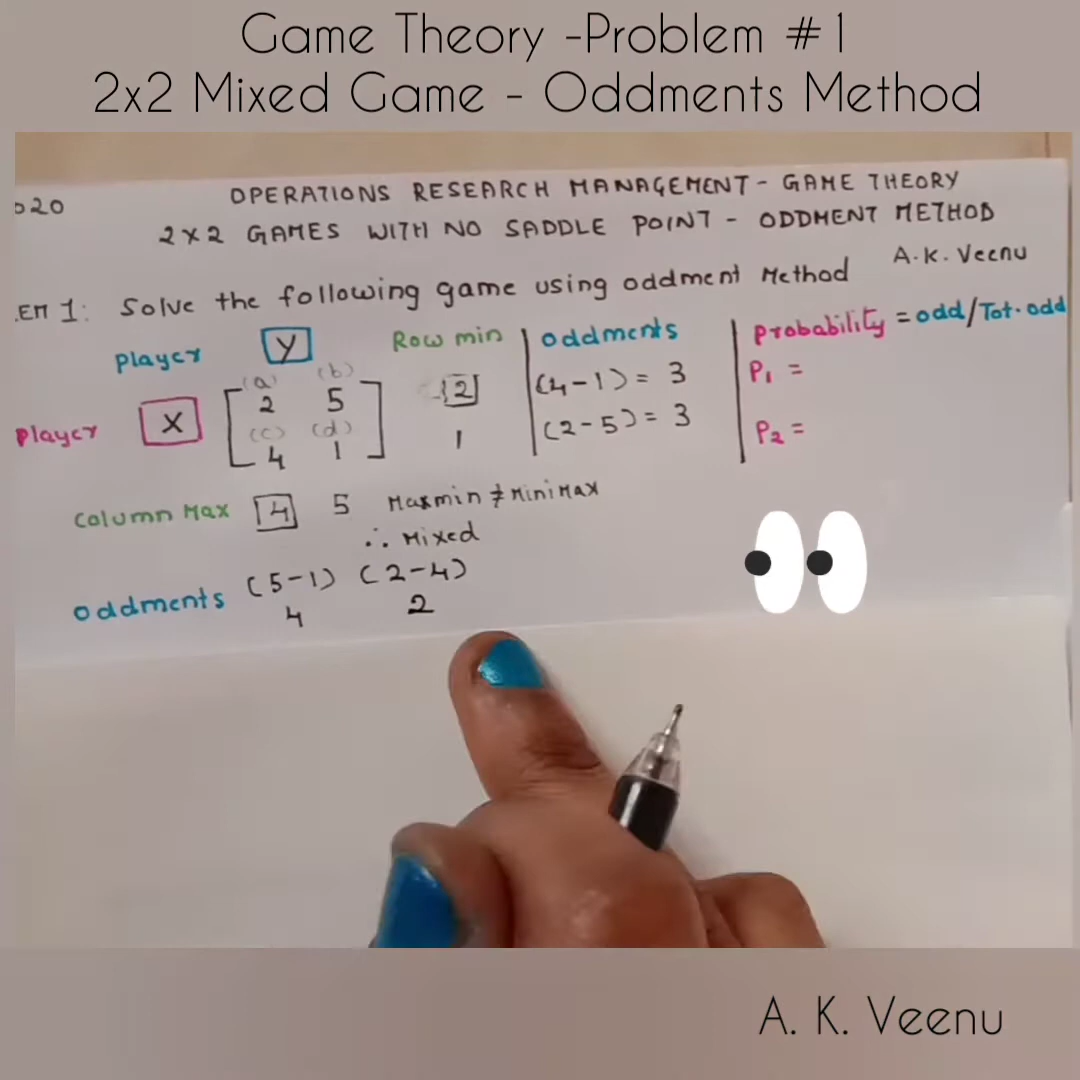 Game Theory -Problem #1
2x2 Mixed Game - Oddments Method
020 OPERATIONS RESEARCH MANAGEMENT - GAME THEORY
2x2 GAMES WITH NO SADDLE POINT - ODDMENT METHOD
A.K. Veenu
EM 1: Solve the following game using oddment Method
Player Y Row min oddments Probability = odd/Tot. odd
(a) (b)
2 5 2 (4-1) = 3 P₁ =
Player X
(c) (d)
4 1 1 (2-5) = 3 P₂ =
Column Max 4 5 Maxmin ≠ MiniMax
∴ Mixed
oddments (5-1) (2-4)
4 2
A. K. Veenu